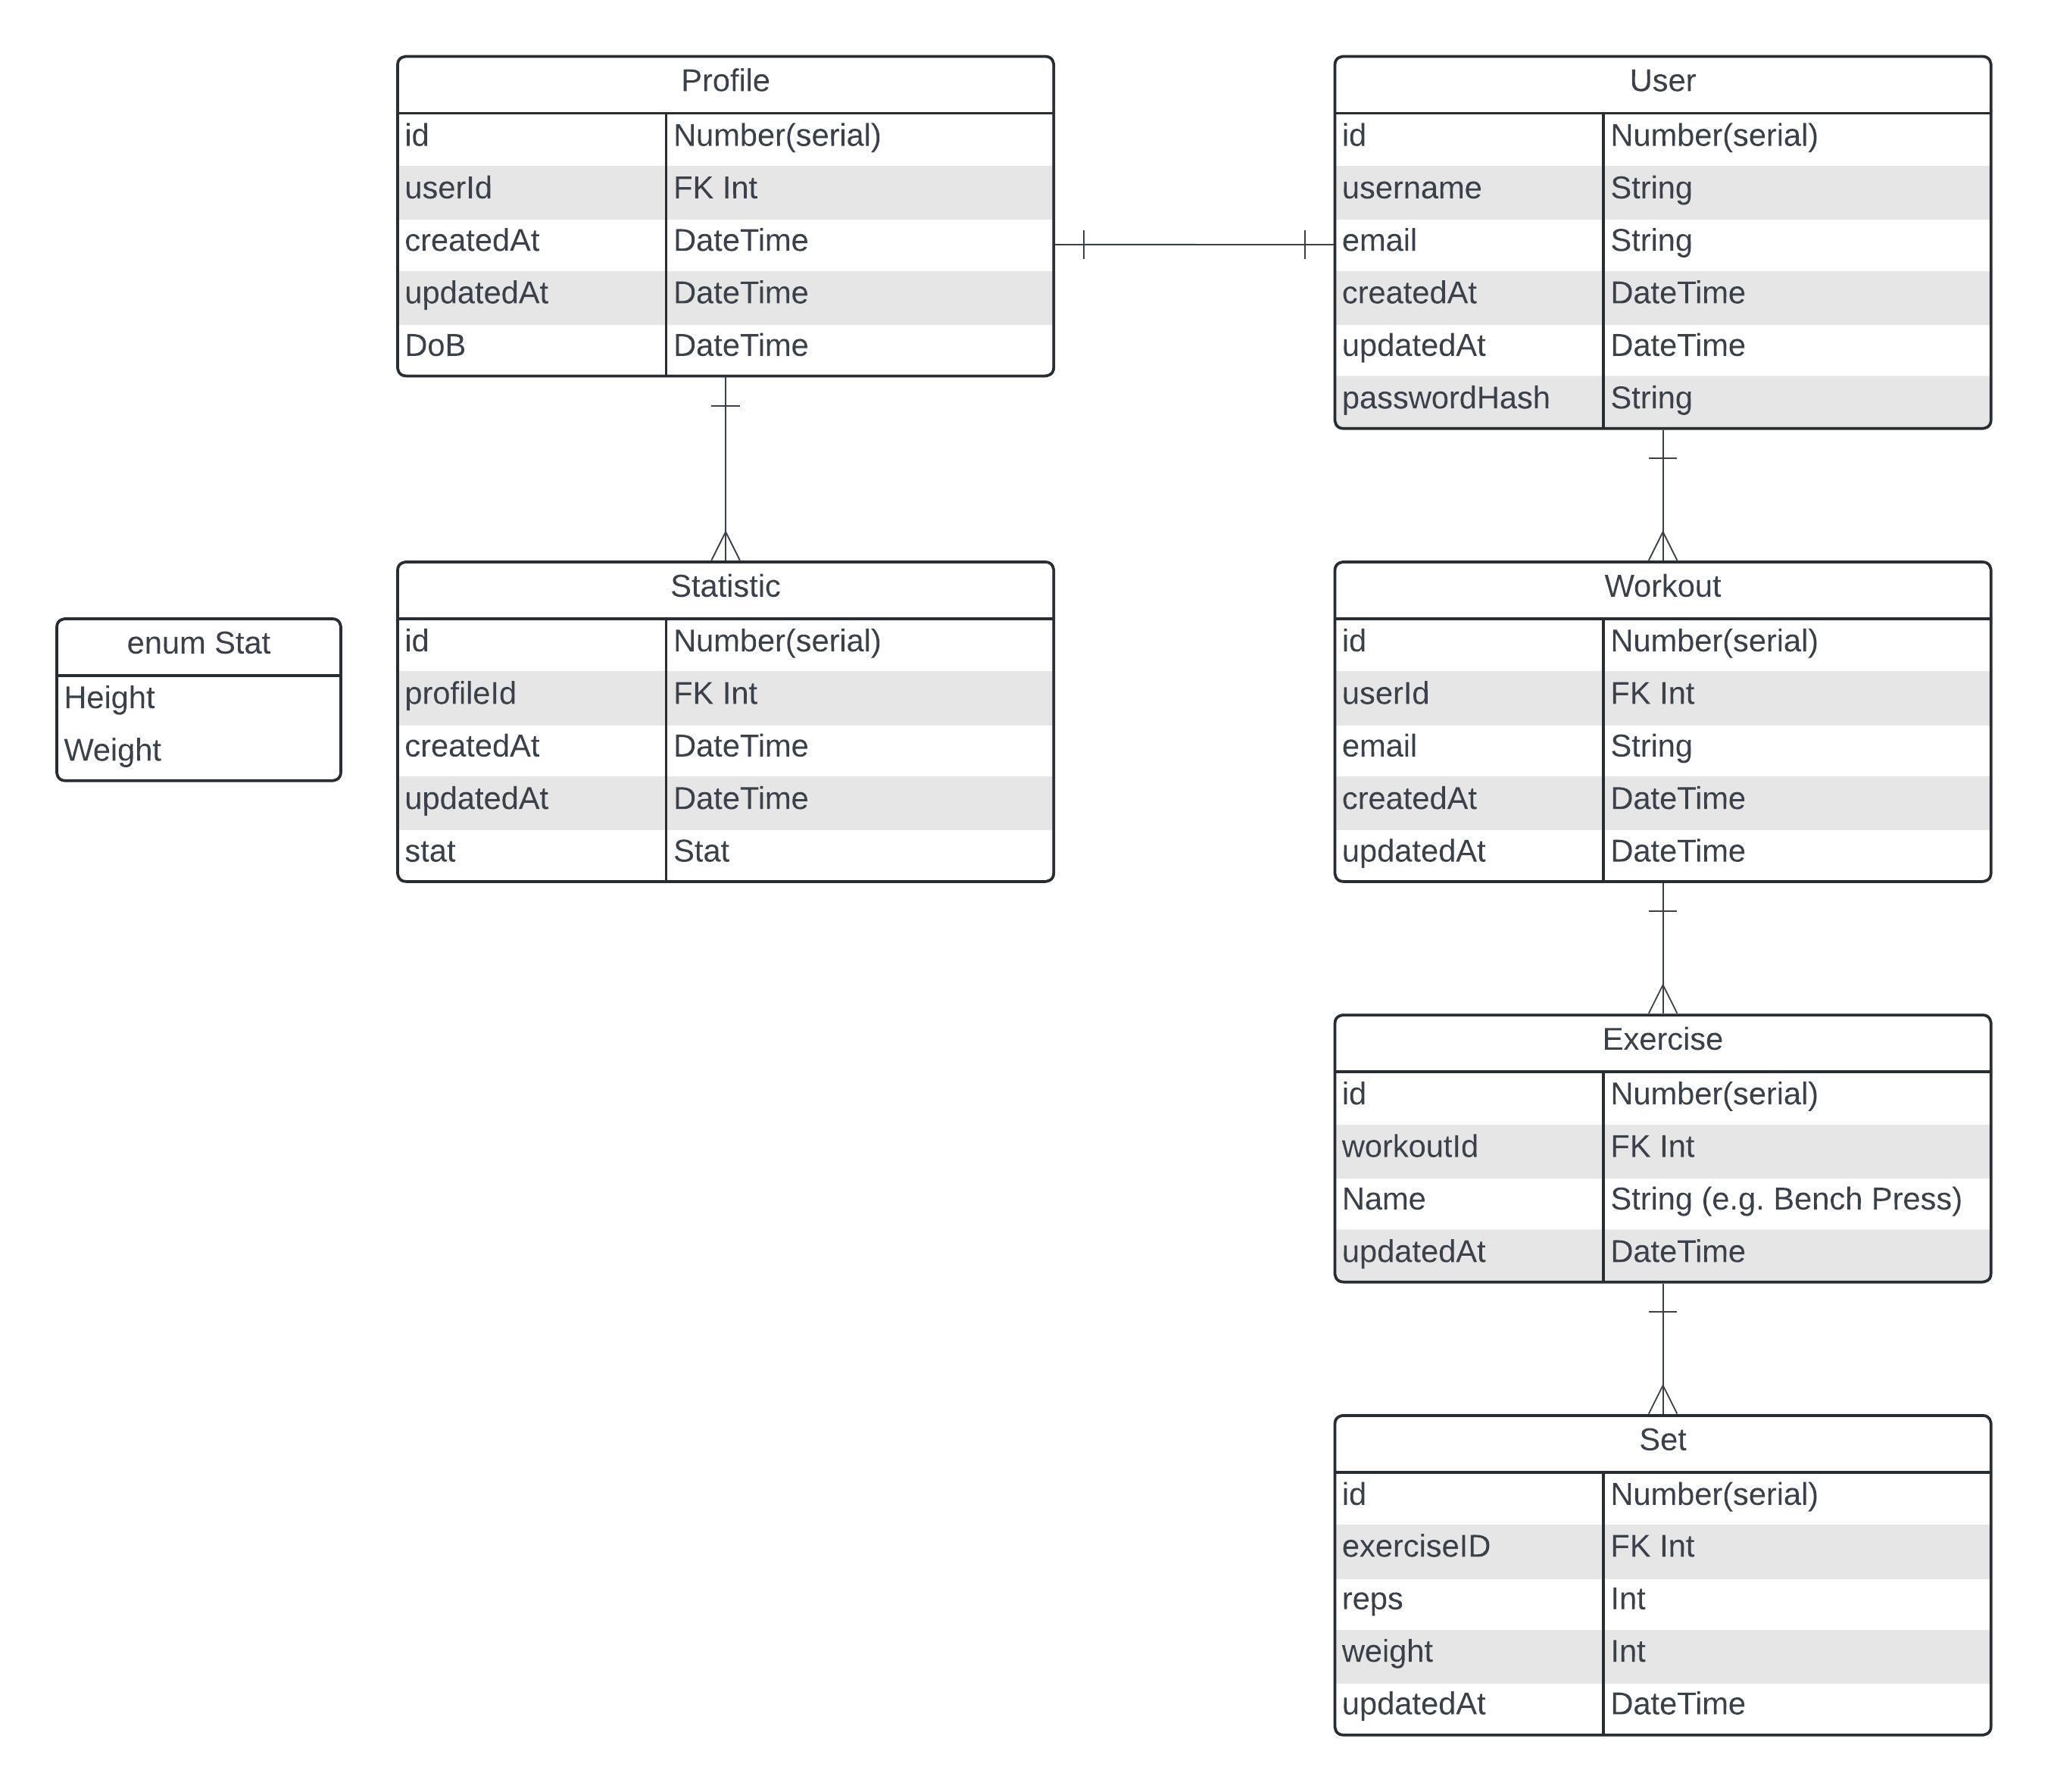 Profile
id Number(serial)
userId FK Int
createdAt DateTime
updatedAt DateTime
DoB DateTime
User
id Number(serial)
username String
email String
createdAt DateTime
updatedAt DateTime
passwordHash String
enum Stat
Height
Weight
Statistic
id Number(serial)
profileId FK Int
createdAt DateTime
updatedAt DateTime
stat Stat
Workout
id Number(serial)
userId FK Int
email String
createdAt DateTime
updatedAt DateTime
Exercise
id Number(serial)
workoutId FK Int
Name String (e.g. Bench Press)
updatedAt DateTime
Set
id Number(serial)
exerciseID FK Int
reps Int
weight Int
updatedAt DateTime